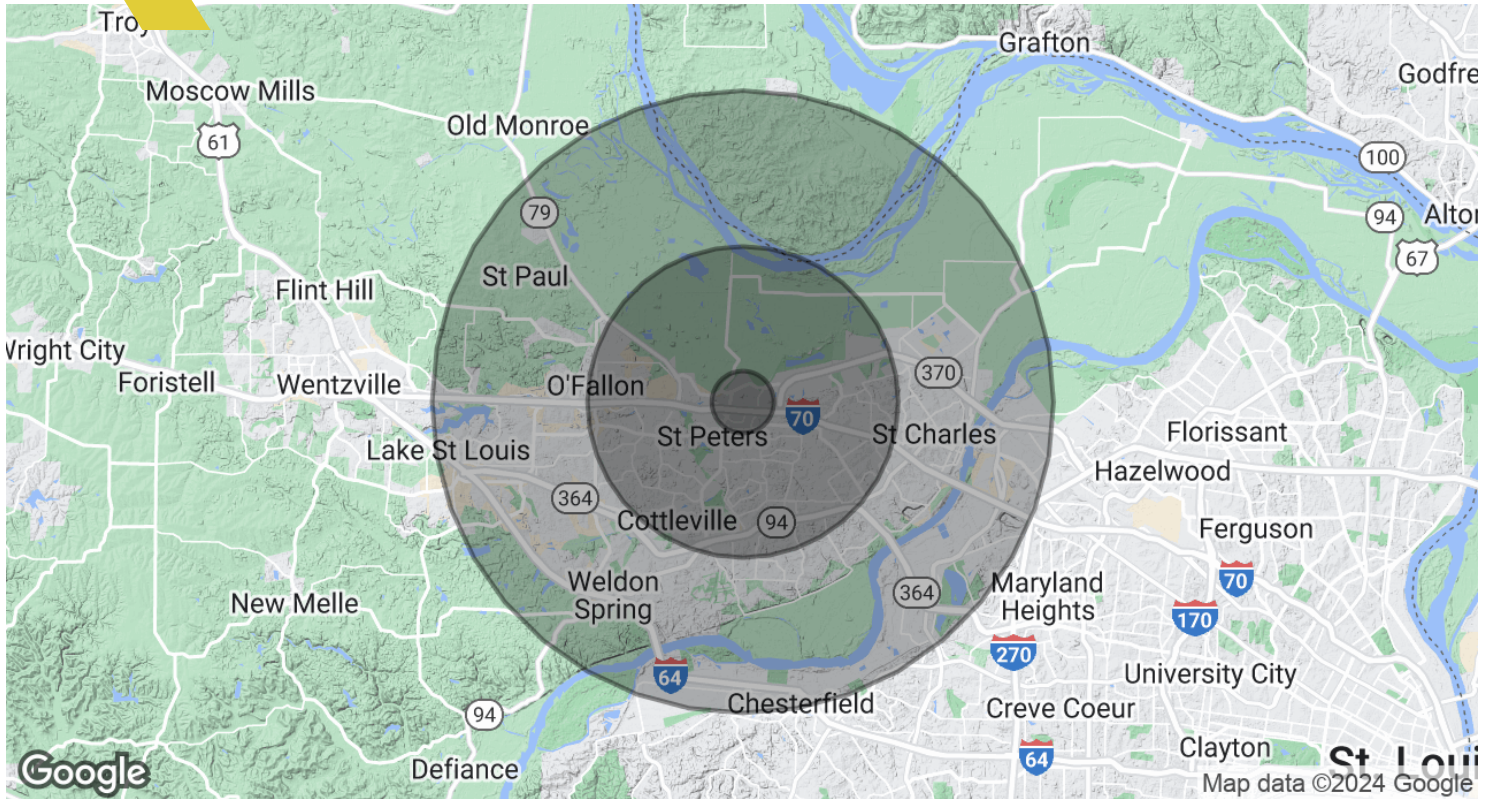 Troy
Grafton
Godfre
Moscow Mills
61
Old Monroe
100
79
94
Alto
67
St Paul
Flint Hill
Wright City
Foristell
Wentzville
O'Fallon
370
70
St Peters
St Charles
Florissant
Lake St Louis
Hazelwood
364
Cottleville
94
Ferguson
Weldon
Spring
364
Maryland
Heights
70
New Melle
170
270
64
University City
Chesterfield
Creve Coeur
94
Clayton
64
St. Loui
Defiance
Google
Map data ©2024 Google